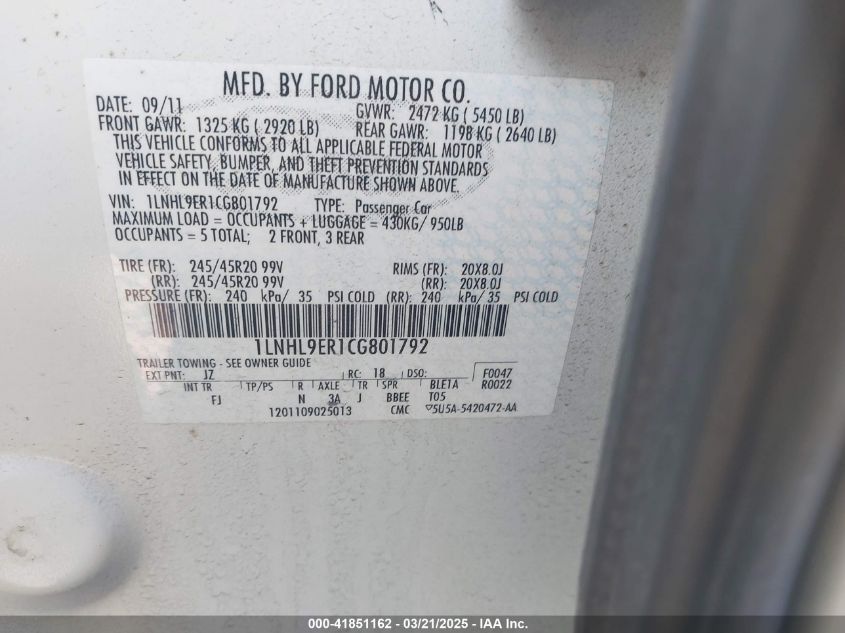 MFD. BY FORD MOTOR CO.
DATE: 09/11 GVWR: 2472 KG ( 5450 LB)
FRONT GAWR: 1325 KG ( 2920 LB) REAR GAWR: 1198 KG ( 2640 LB)
THIS VEHICLE CONFORMS TO ALL APPLICABLE FEDERAL MOTOR
VEHICLE SAFETY, BUMPER, AND THEFT PREVENTION STANDARDS
IN EFFECT ON THE DATE OF MANUFACTURE SHOWN ABOVE.
VIN: 1LNHL9ER1CG801792 TYPE: Passenger Car
MAXIMUM LOAD = OCCUPANTS + LUGGAGE = 430KG/ 950LB
OCCUPANTS = 5 TOTAL; 2 FRONT, 3 REAR
TIRE (FR): 245/45R20 99V RIMS (FR): 20X8.0J
(RR): 245/45R20 99V (RR): 20X8.0J
PRESSURE (FR): 240 kPa/ 35 PSI COLD (RR): 240 kPa/ 35 PSI COLD
1LNHL9ER1CG801792
TRAILER TOWING - SEE OWNER GUIDE
EXT PNT: JZ RC: 18 DSO: F0047
INT TR TP/PS R AXLE TR SPR BLE1A R0022
FJ N 3A J BBEE T05
1201109025013 CMC 5U5A-5420472-AA
000-41851162 - 03/21/2025 - IAA Inc.